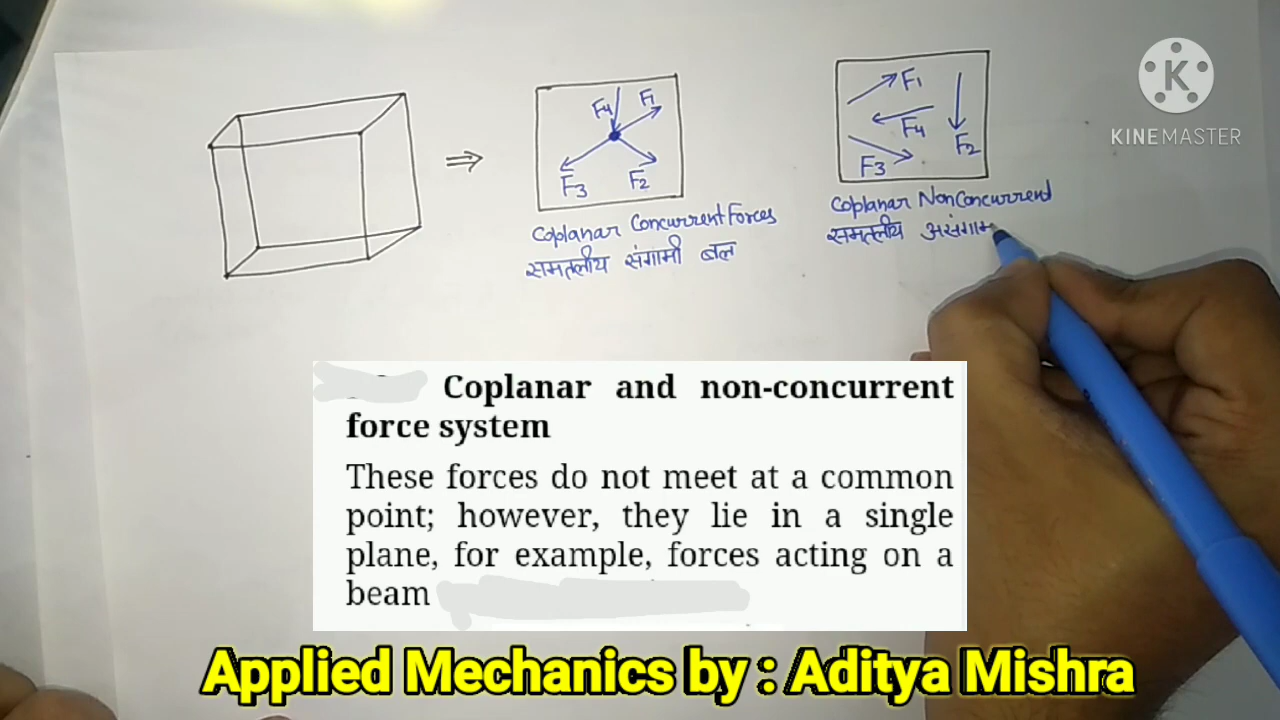 F4 F1
F3 F2
Coplanar Concurrent Forces
समतलीय संगामी बल
F1
F4
F2
F3
Coplanar NonConcurrent
समतलीय असंगाम
K
KINEMASTER
Coplanar and non-concurrent
force system
These forces do not meet at a common
point; however, they lie in a single
plane, for example, forces acting on a
beam
Applied Mechanics by : Aditya Mishra